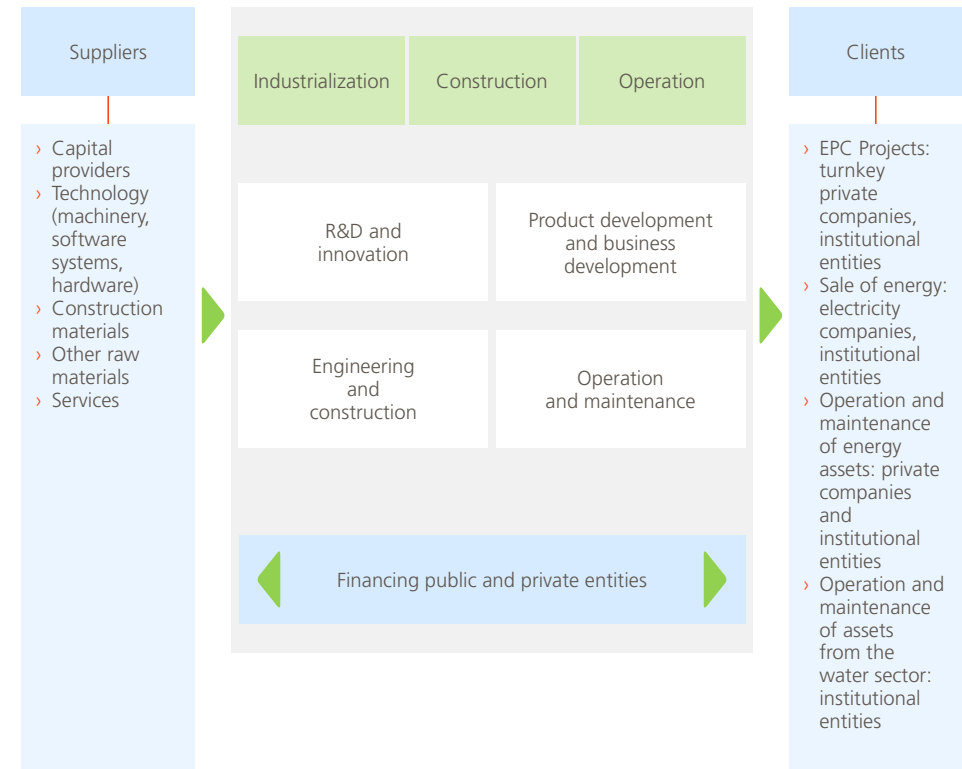 Suppliers
› Capital
providers
› Technology
(machinery,
software
systems,
hardware)
› Construction
materials
› Other raw
materials
› Services
Industrialization
Construction
Operation
R&D and
innovation
Product development
and business
development
Engineering
and
construction
Operation
and maintenance
Financing public and private entities
Clients
› EPC Projects:
turnkey
private
companies,
institutional
entities
› Sale of energy:
electricity
companies,
institutional
entities
› Operation and
maintenance
of energy
assets: private
companies
and
institutional
entities
› Operation and
maintenance
of assets
from the
water sector:
institutional
entities